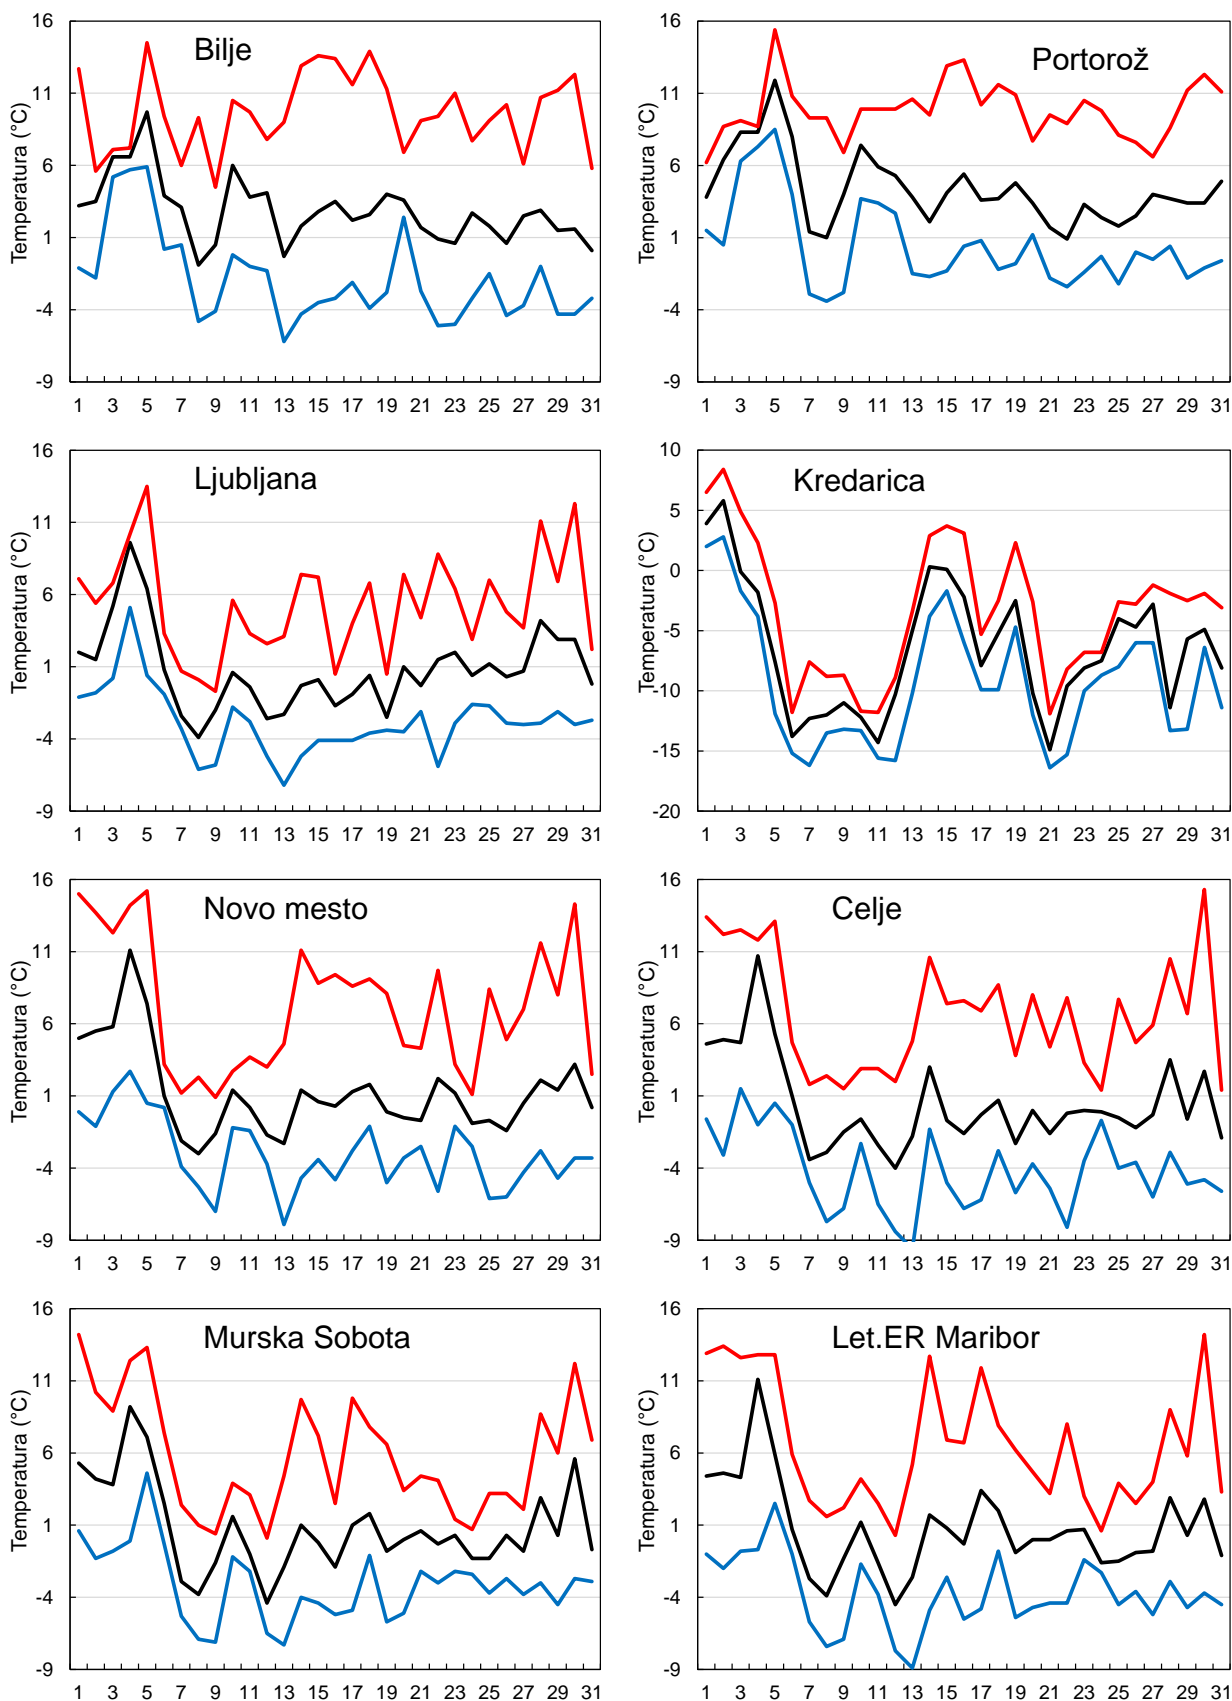 Bilje
Temperatura (°C)
16
11
6
1
-4
-9
1 3 5 7 9 11 13 15 17 19 21 23 25 27 29 31
Portorož
Temperatura (°C)
16
11
6
1
-4
-9
1 3 5 7 9 11 13 15 17 19 21 23 25 27 29 31
Ljubljana
Temperatura (°C)
16
11
6
1
-4
-9
1 3 5 7 9 11 13 15 17 19 21 23 25 27 29 31
Kredarica
Temperatura (°C)
10
5
0
-5
-10
-15
-20
1 3 5 7 9 11 13 15 17 19 21 23 25 27 29 31
Novo mesto
Temperatura (°C)
16
11
6
1
-4
-9
1 3 5 7 9 11 13 15 17 19 21 23 25 27 29 31
Celje
Temperatura (°C)
16
11
6
1
-4
-9
1 3 5 7 9 11 13 15 17 19 21 23 25 27 29 31
Murska Sobota
Temperatura (°C)
16
11
6
1
-4
-9
1 3 5 7 9 11 13 15 17 19 21 23 25 27 29 31
Let.ER Maribor
Temperatura (°C)
16
11
6
1
-4
-9
1 3 5 7 9 11 13 15 17 19 21 23 25 27 29 31